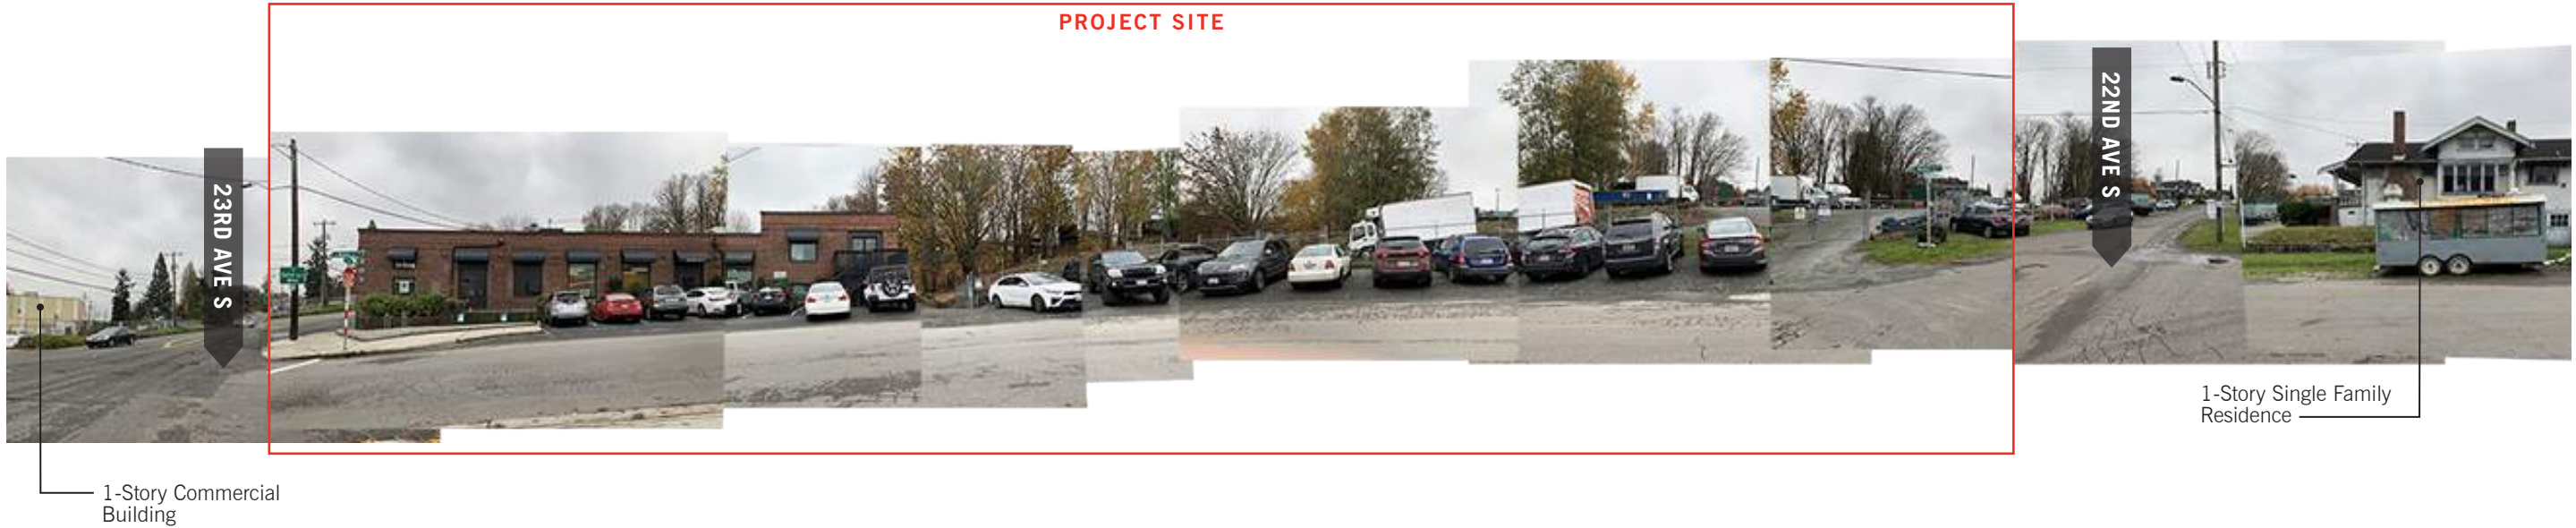 PROJECT SITE
23RD AVE S
22ND AVE S
1-Story Single Family
Residence
1-Story Commercial
Building